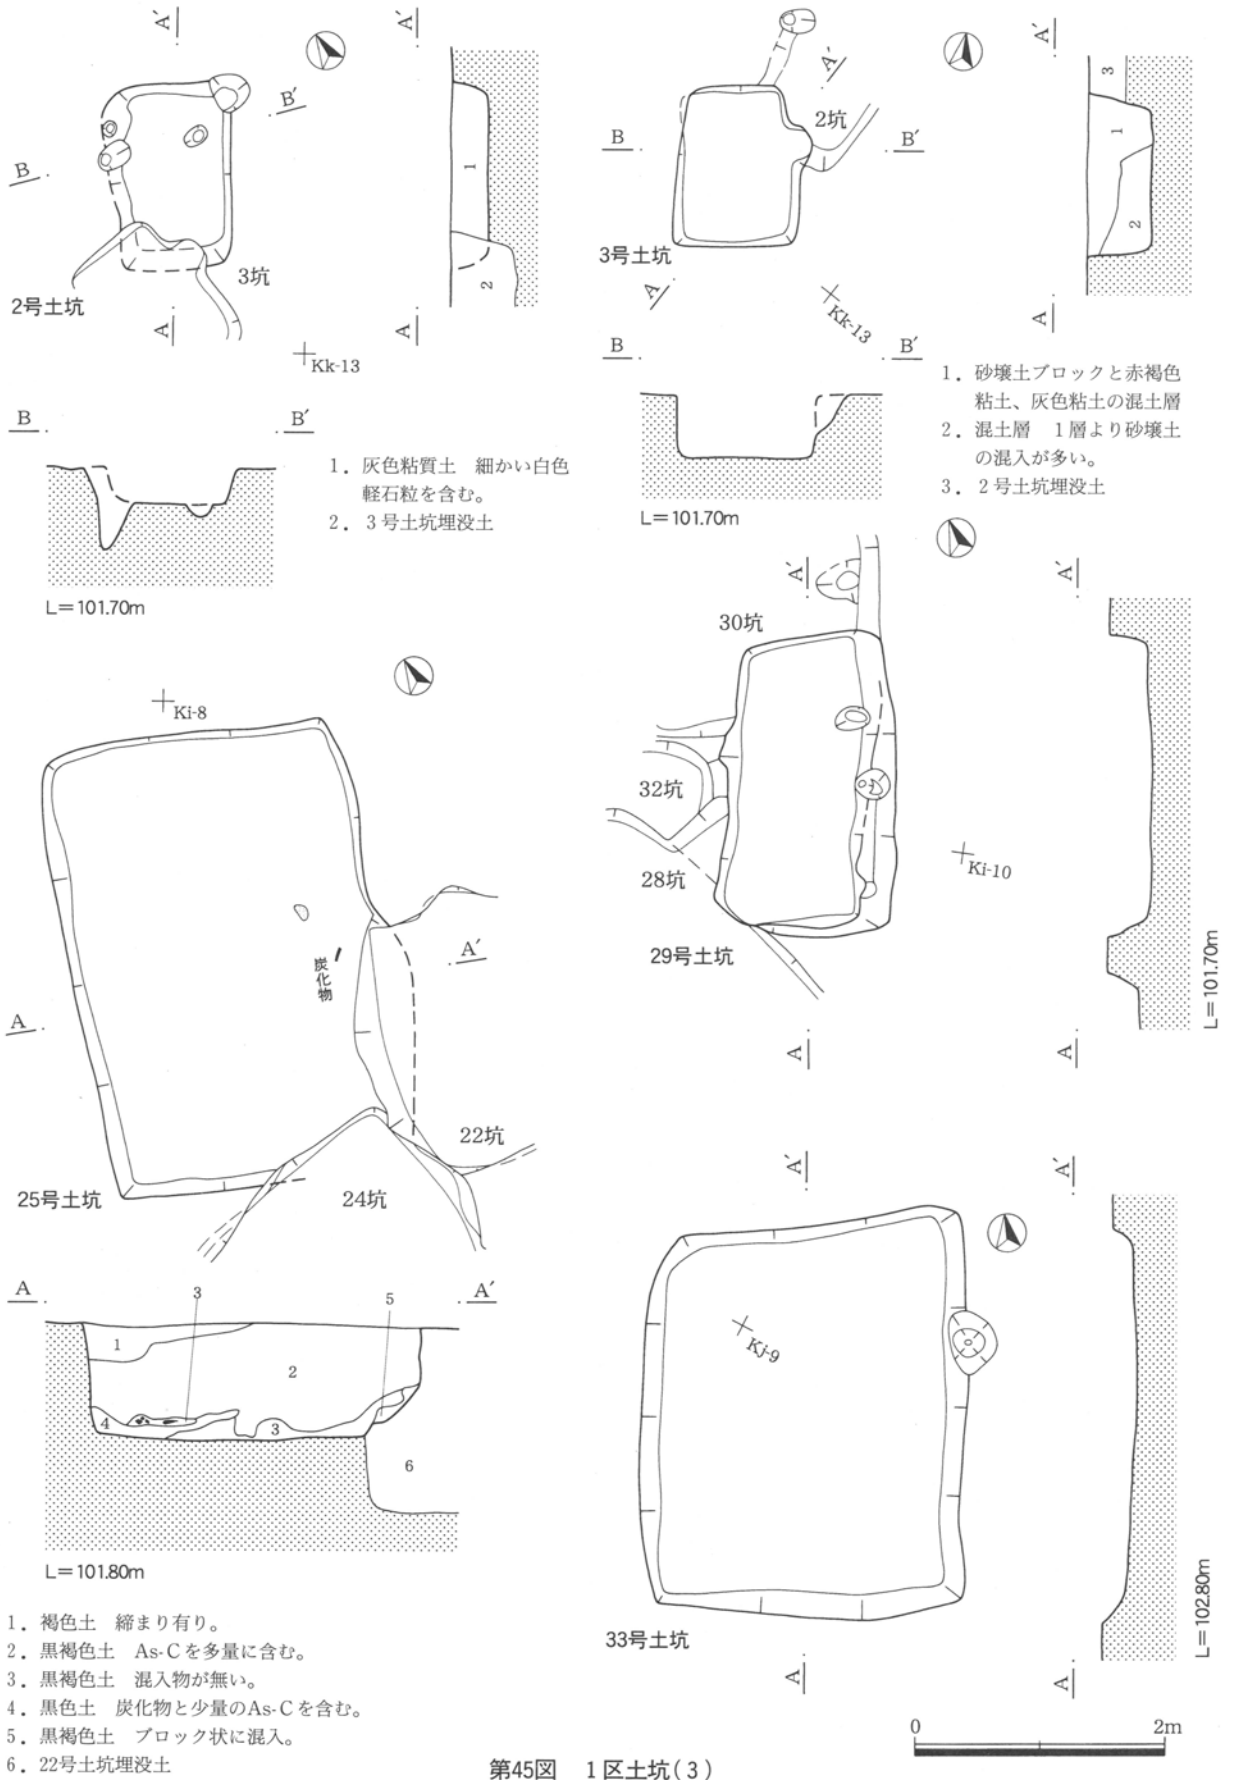 A′
A′
B′
B
1
3坑
2
2号土坑
A
A
Kk-13
B
B′
1．灰色粘質土　細かい白色
軽石粒を含む。
2．3号土坑埋没土
L＝101.70m
A′
A′
3
2坑
B
B′
1
2
3号土坑
A
A
Kk-13
B
B′
1．砂壌土ブロックと赤褐色
粘土、灰色粘土の混土層
2．混土層　1層より砂壌土
の混入が多い。
3．2号土坑埋没土
L＝101.70m
Ki-8
炭化物
A′
A
22坑
25号土坑
24坑
A
3
5
A′
1
2
4
3
6
L＝101.80m
1．褐色土　締まり有り。
2．黒褐色土　As-Cを多量に含む。
3．黒褐色土　混入物が無い。
4．黒色土　炭化物と少量のAs-Cを含む。
5．黒褐色土　ブロック状に混入。
6．22号土坑埋没土
A′
A′
30坑
32坑
28坑
Ki-10
29号土坑
L＝101.70m
A
A
A′
A′
Kj-9
33号土坑
L＝102.80m
A
A
0
2m
第45図　1区土坑(3)